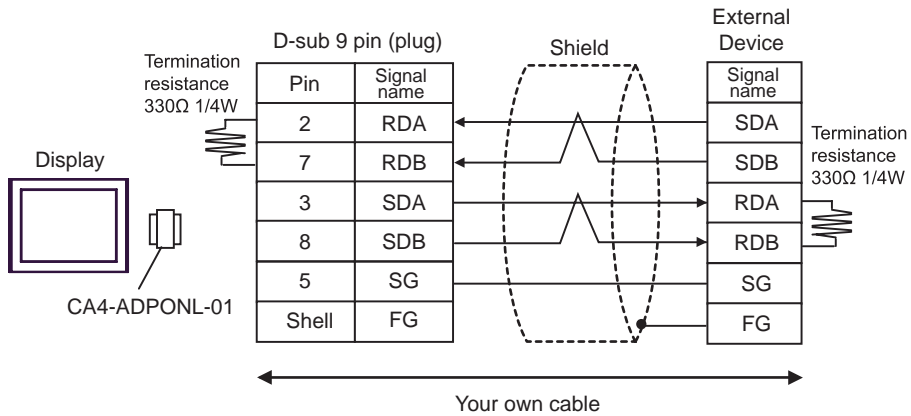 External
Device
D-sub 9 pin (plug)
Shield
Termination
resistance
330Ω 1/4W
Pin
Signal
name
Signal
name
2
RDA
SDA
7
RDB
SDB
3
SDA
RDA
8
SDB
RDB
5
SG
SG
Shell
FG
FG
Termination
resistance
330Ω 1/4W
Display
CA4-ADPONL-01
Your own cable